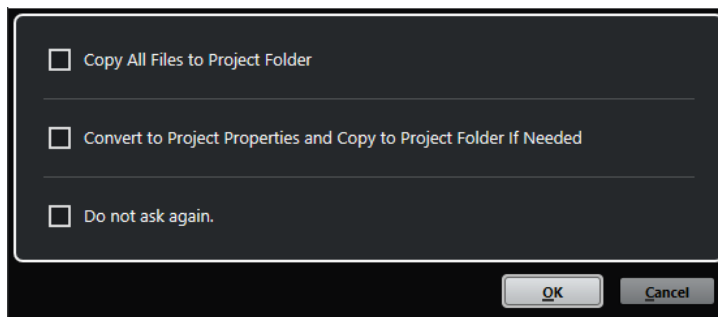 Copy All Files to Project Folder
Convert to Project Properties and Copy to Project Folder If Needed
Do not ask again.
OK
Cancel